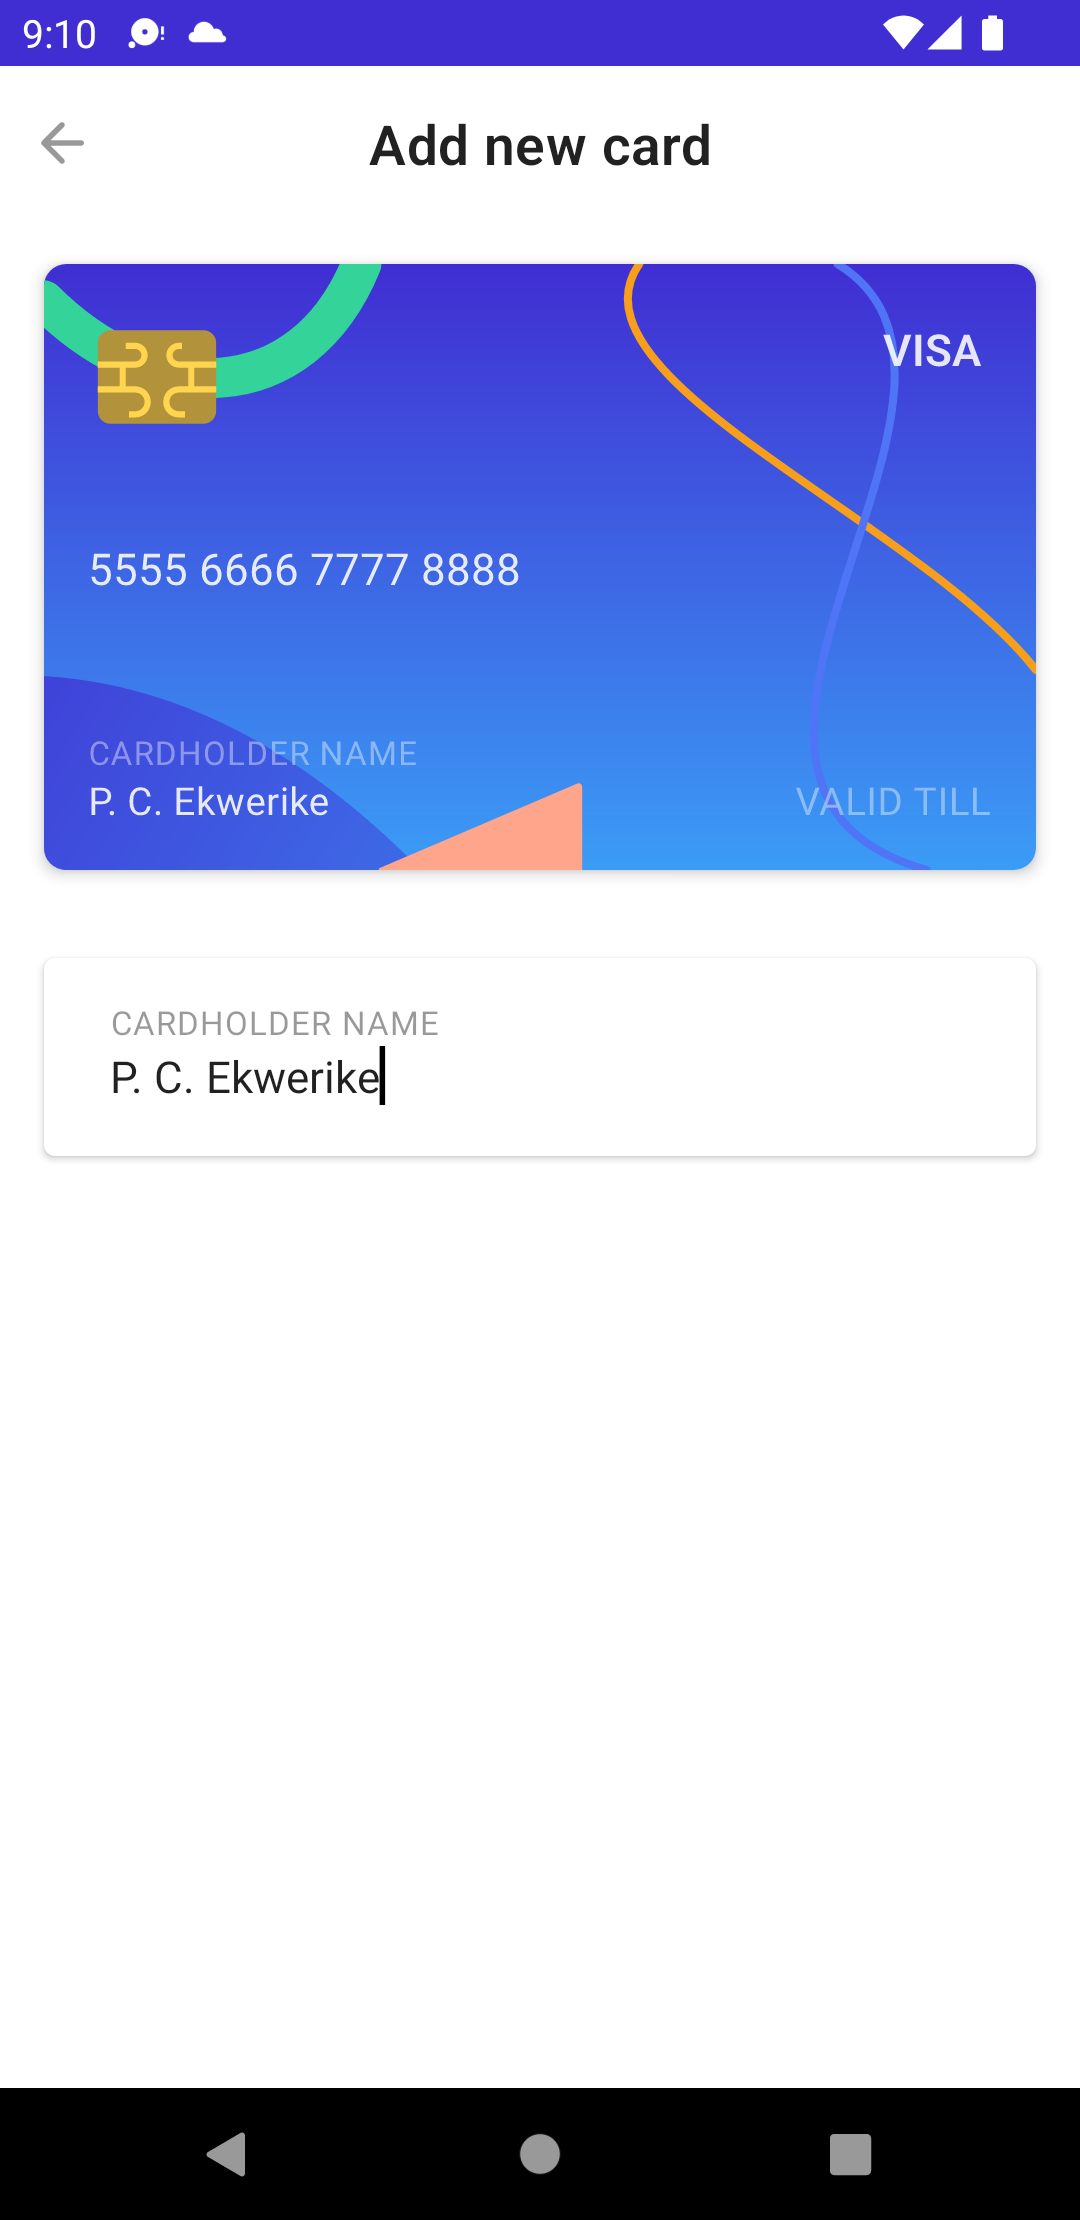 9:10
Add new card
VISA
5555 6666 7777 8888
CARDHOLDER NAME
P. C. Ekwerike
VALID TILL
CARDHOLDER NAME
P. C. Ekwerike